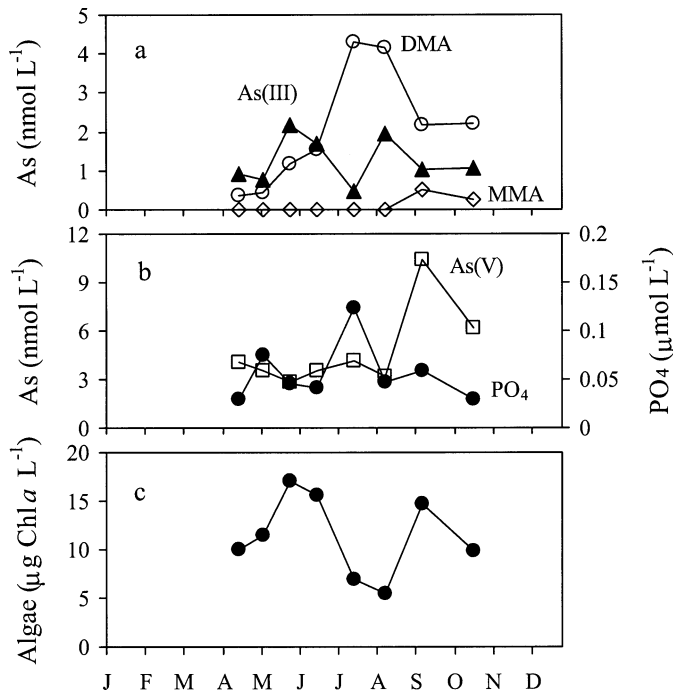 5
4
3
2
1
0
As (nmol L⁻¹)
a
DMA
As(III)
MMA
12
9
6
3
0
As (nmol L⁻¹)
b
As(V)
PO₄
0.2
0.15
0.1
0.05
0
PO4 (μmol L⁻¹)
20
15
10
5
0
Algae (μg Chla L⁻¹)
c
J F M A M J J A S O N D